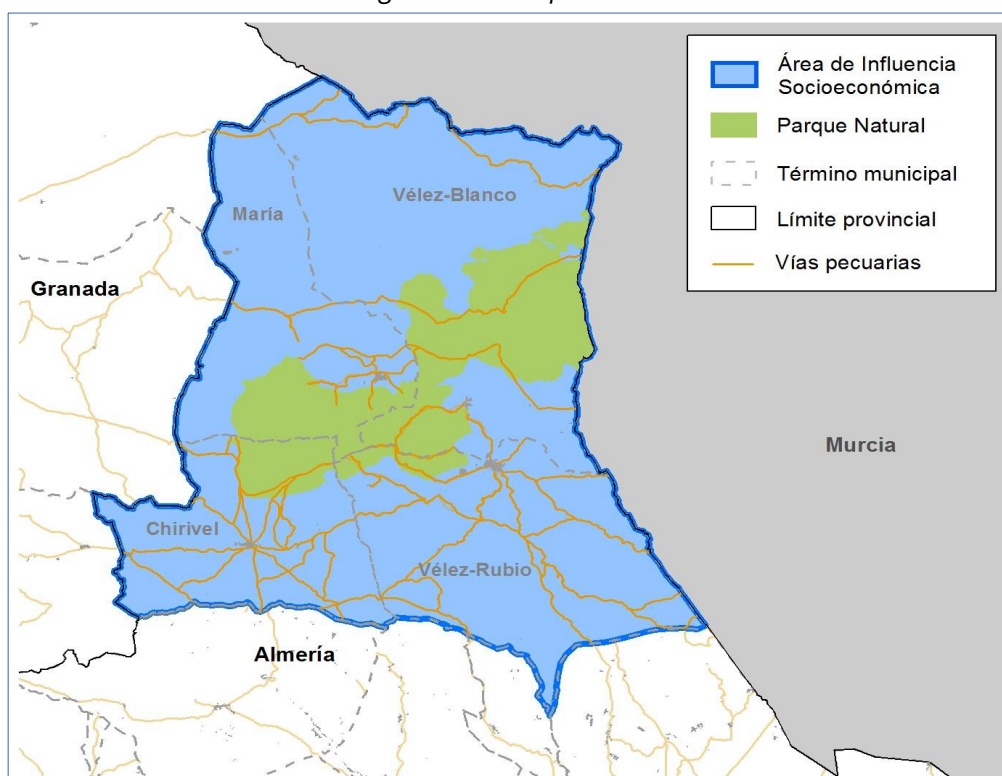 Área de Influencia
Socioeconómica
Parque Natural
Término municipal
Límite provincial
Vías pecuarias
María
Vélez-Blanco
Granada
Murcia
Chirivel
Vélez-Rubio
Almería